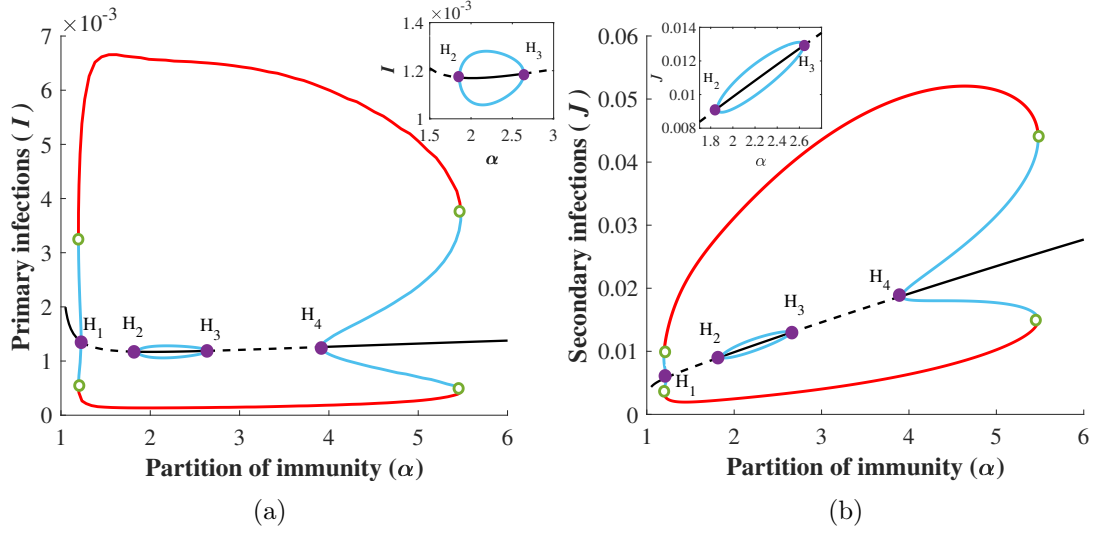 ×10⁻³
7
6
5
4
3
2
1
0
Primary infections ( I )
1 2 3 4 5 6
Partition of immunity (α)
H₁
H₂
H₃
H₄
×10⁻³
1.4
1.2
1
I
1.5 2 2.5 3
α
H₂
H₃
(a)
0.06
0.05
0.04
0.03
0.02
0.01
0
Secondary infections ( J )
1 2 3 4 5 6
Partition of immunity (α)
H₁
H₂
H₃
H₄
0.014
0.012
0.01
0.008
J
1.8 2 2.2 2.4 2.6
α
H₂
H₃
(b)